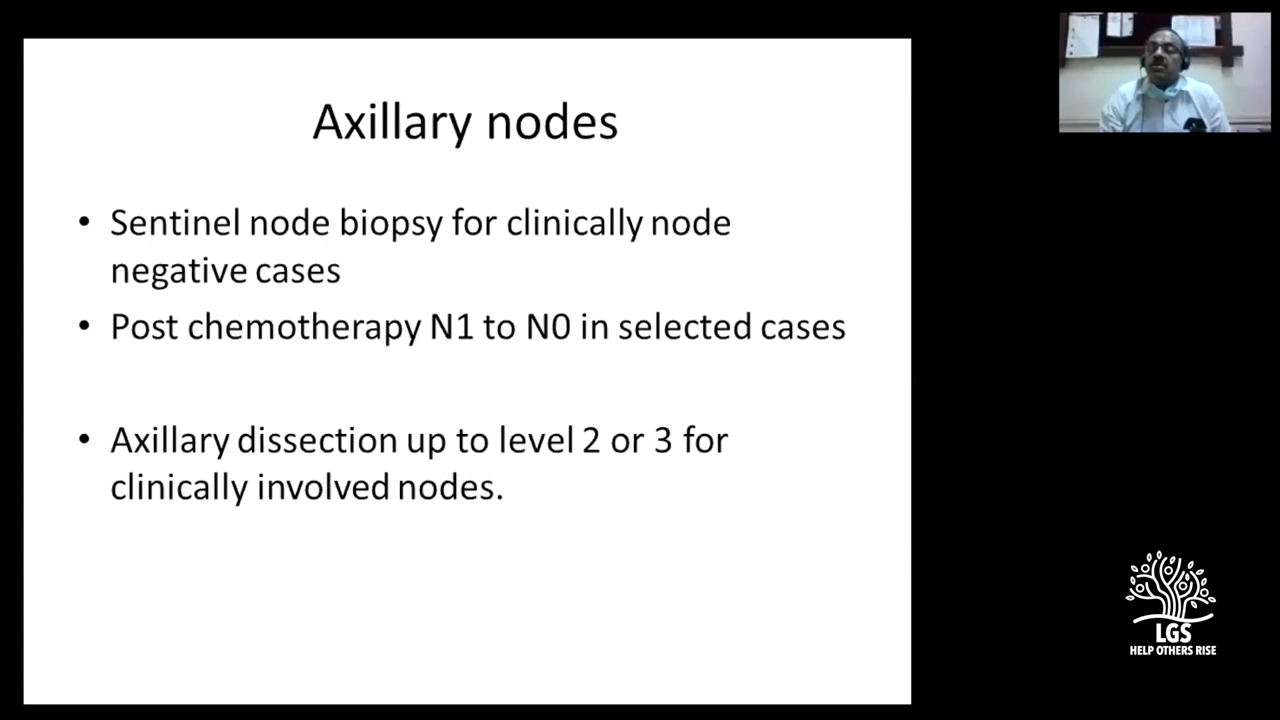 Axillary nodes
• Sentinel node biopsy for clinically node
negative cases
• Post chemotherapy N1 to N0 in selected cases
• Axillary dissection up to level 2 or 3 for
clinically involved nodes.
LGS
HELP OTHERS RISE